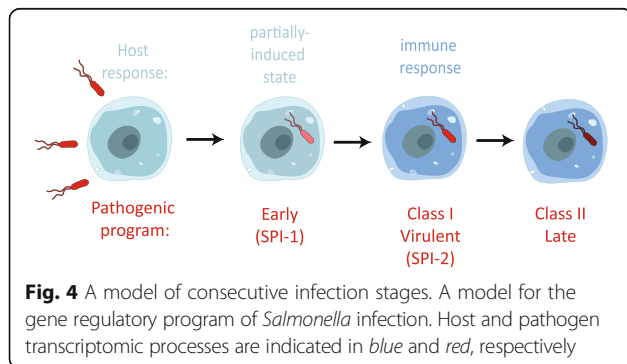 Host response:
partially-induced state
immune response
Pathogenic program:
Early (SPI-1)
Class I Virulent (SPI-2)
Class II Late
Fig. 4 A model of consecutive infection stages. A model for the
gene regulatory program of Salmonella infection. Host and pathogen
transcriptomic processes are indicated in blue and red, respectively